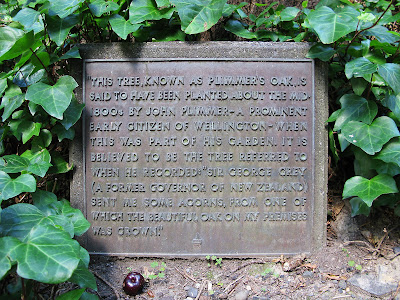 "THIS TREE, KNOWN AS PLIMMER'S OAK, IS
SAID TO HAVE BEEN PLANTED ABOUT THE MID
1800s BY JOHN PLIMMER-A PROMINENT
EARLY CITIZEN OF WELLINGTON-WHEN
THIS WAS PART OF HIS GARDEN. IT IS
BELIEVED TO BE THE TREE REFERRED TO
WHEN HE RECORDED:"SIR GEORGE GREY
(A FORMER GOVERNOR OF NEW ZEALAND)
SENT ME SOME ACORNS, FROM ONE OF
WHICH THE BEAUTIFUL OAK ON MY PREMISES
WAS GROWN."